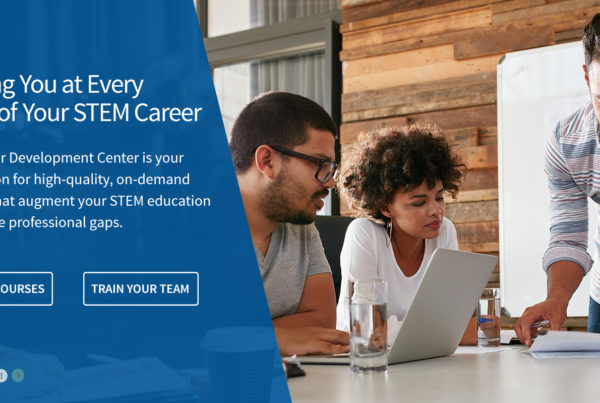 g You at Every
of Your STEM Career
r Development Center is your
on for high-quality, on-demand
hat augment your STEM education
e professional gaps.
OURSES
TRAIN YOUR TEAM